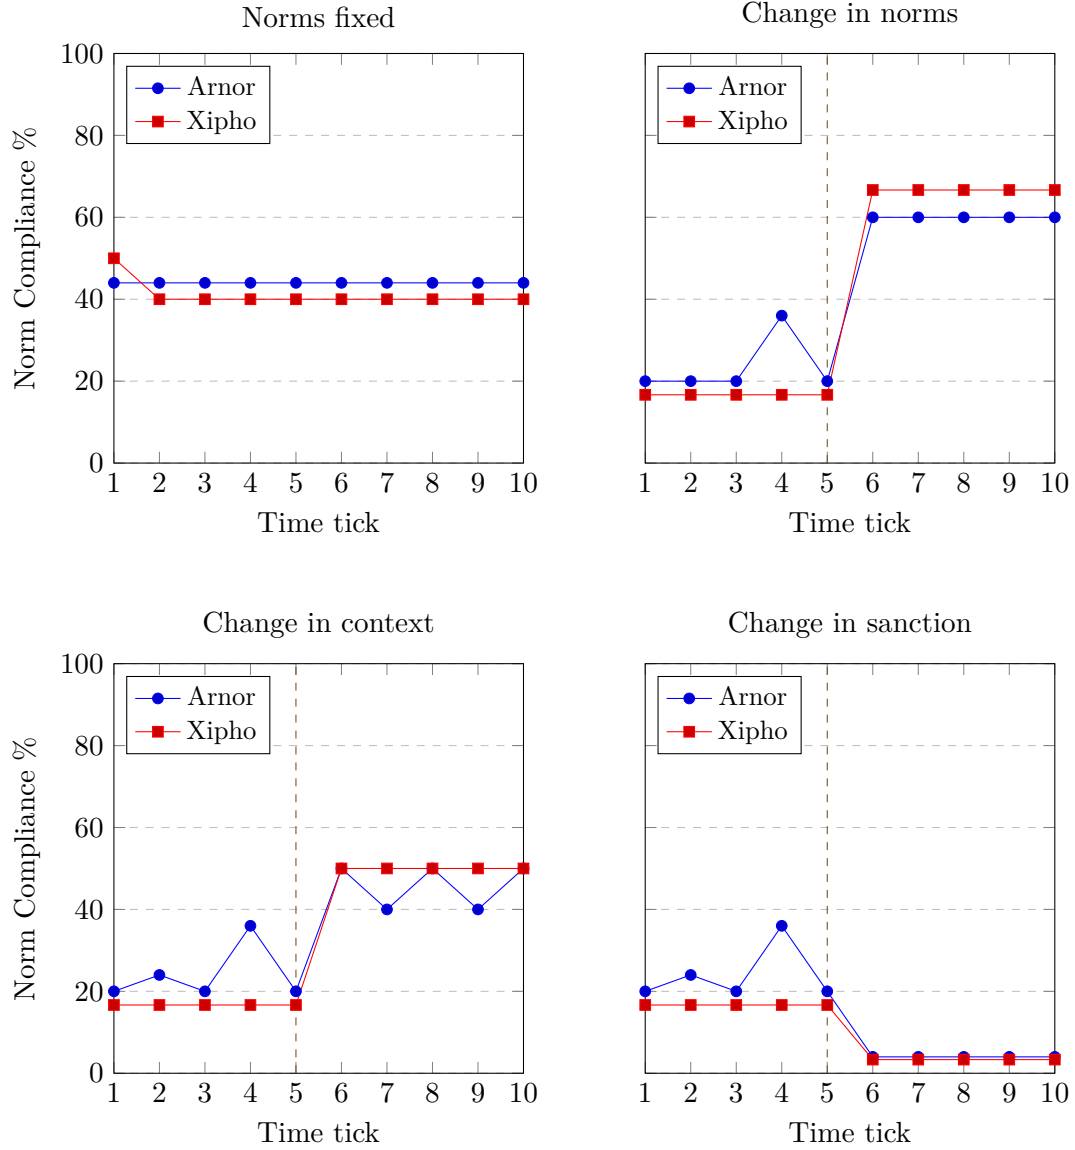 Norms fixed
Change in norms
Norm Compliance %
100
80
60
40
20
0
Arnor
Xipho
Arnor
Xipho
1 2 3 4 5 6 7 8 9 10
1 2 3 4 5 6 7 8 9 10
Time tick
Time tick
Change in context
Change in sanction
Norm Compliance %
100
80
60
40
20
0
Arnor
Xipho
Arnor
Xipho
1 2 3 4 5 6 7 8 9 10
1 2 3 4 5 6 7 8 9 10
Time tick
Time tick